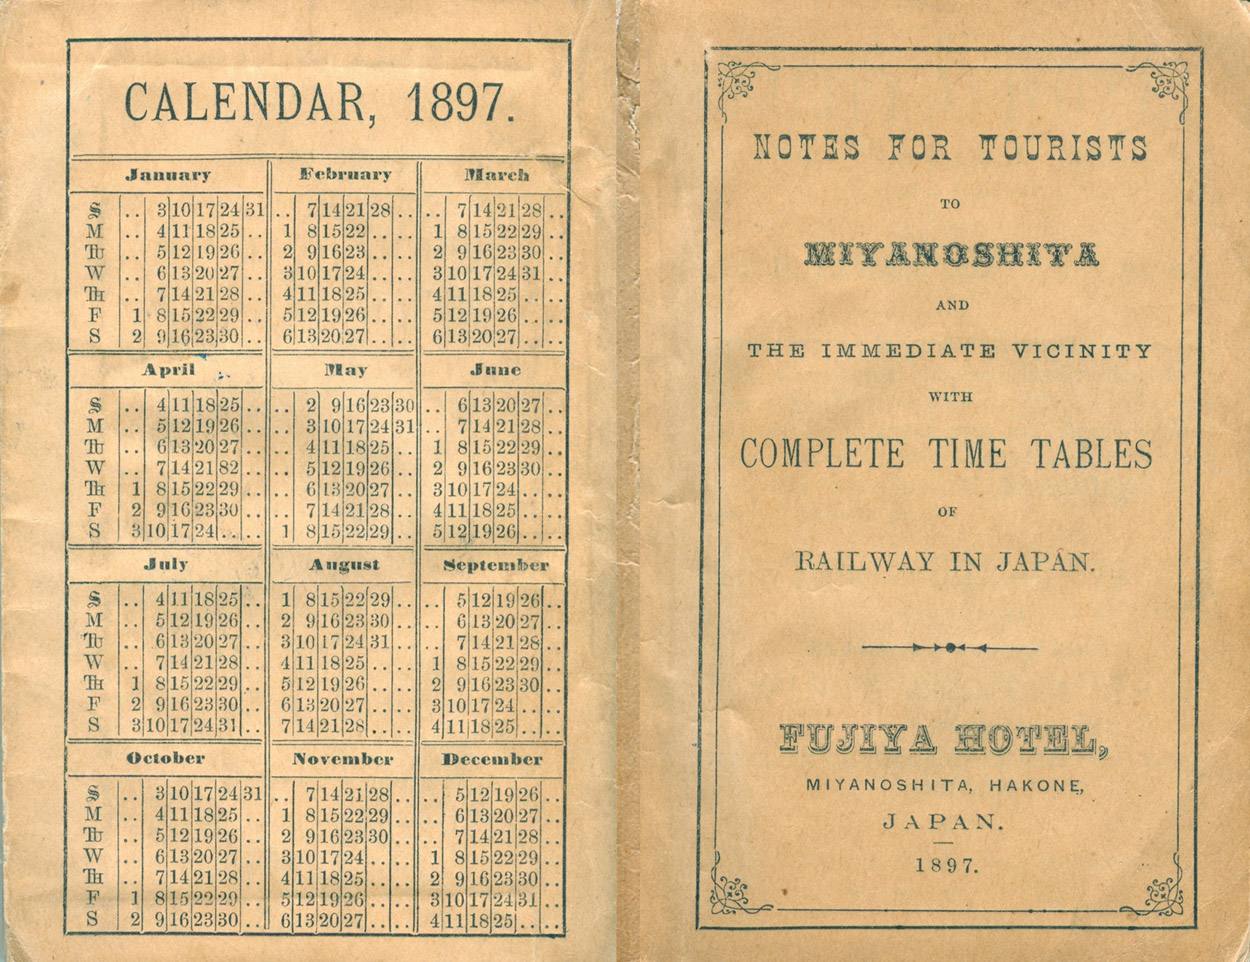 CALENDAR, 1897.
January February March
S .. 3 10 17 24 31 .. 7 14 21 28 .. .. 7 14 21 28 ..
M .. 4 11 18 25 .. 1 8 15 22 .. .. 1 8 15 22 29 ..
Tu .. 5 12 19 26 .. 2 9 16 23 .. .. 2 9 16 23 30 ..
W .. 6 13 20 27 .. 3 10 17 24 .. .. 3 10 17 24 31 ..
Th .. 7 14 21 28 .. 4 11 18 25 .. .. 4 11 18 25 .. ..
F 1 8 15 22 29 .. 5 12 19 26 .. .. 5 12 19 26 .. ..
S 2 9 16 23 30 .. 6 13 20 27 .. .. 6 13 20 27 .. ..
April May June
S .. 4 11 18 25 .. .. 2 9 16 23 30 .. 6 13 20 27 ..
M .. 5 12 19 26 .. .. 3 10 17 24 31 .. 7 14 21 28 ..
Tu .. 6 13 20 27 .. .. 4 11 18 25 .. 1 8 15 22 29 ..
W .. 7 14 21 82 .. .. 5 12 19 26 .. 2 9 16 23 30 ..
Th 1 8 15 22 29 .. .. 6 13 20 27 .. 3 10 17 24 .. ..
F 2 9 16 23 30 .. .. 7 14 21 28 .. 4 11 18 25 .. ..
S 3 10 17 24 .. .. 1 8 15 22 29 .. 5 12 19 26 .. ..
July August September
S .. 4 11 18 25 .. 1 8 15 22 29 .. .. 5 12 19 26 ..
M .. 5 12 19 26 .. 2 9 16 23 30 .. .. 6 13 20 27 ..
Tu .. 6 13 20 27 .. 3 10 17 24 31 .. .. 7 14 21 28 ..
W .. 7 14 21 28 .. 4 11 18 25 .. .. 1 8 15 22 29 ..
Th 1 8 15 22 29 .. 5 12 19 26 .. .. 2 9 16 23 30 ..
F 2 9 16 23 30 .. 6 13 20 27 .. .. 3 10 17 24 .. ..
S 3 10 17 24 31 .. 7 14 21 28 .. .. 4 11 18 25 .. ..
October November December
S .. 3 10 17 24 31 .. 7 14 21 28 .. .. 5 12 19 26 ..
M .. 4 11 18 25 .. 1 8 15 22 29 .. .. 6 13 20 27 ..
Tu .. 5 12 19 26 .. 2 9 16 23 30 .. .. 7 14 21 28 ..
W .. 6 13 20 27 .. 3 10 17 24 .. .. 1 8 15 22 29 ..
Th .. 7 14 21 28 .. 4 11 18 25 .. .. 2 9 16 23 30 ..
F 1 8 15 22 29 .. 5 12 19 26 .. .. 3 10 17 24 31 ..
S 2 9 16 23 30 .. 6 13 20 27 .. .. 4 11 18 25 .. ..
NOTES FOR TOURISTS
TO
MIYANOSHITA
AND
THE IMMEDIATE VICINITY
WITH
COMPLETE TIME TABLES
OF
RAILWAY IN JAPAN.
FUJIYA HOTEL,
MIYANOSHITA, HAKONE,
JAPAN.
1897.